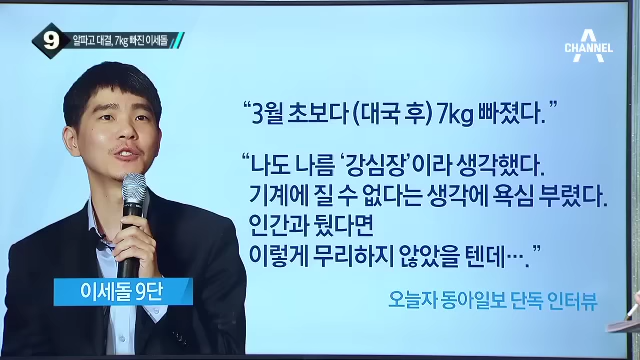 9 알파고 대결, 7kg 빠진 이세돌
CHANNEL A
“3월 초보다 (대국 후) 7kg 빠졌다.”
“나도 나름 ‘강심장’이라 생각했다.
기계에 질 수 없다는 생각에 욕심 부렸다.
인간과 뒀다면
이렇게 무리하지 않았을 텐데….”
이세돌 9단
오늘자 동아일보 단독 인터뷰